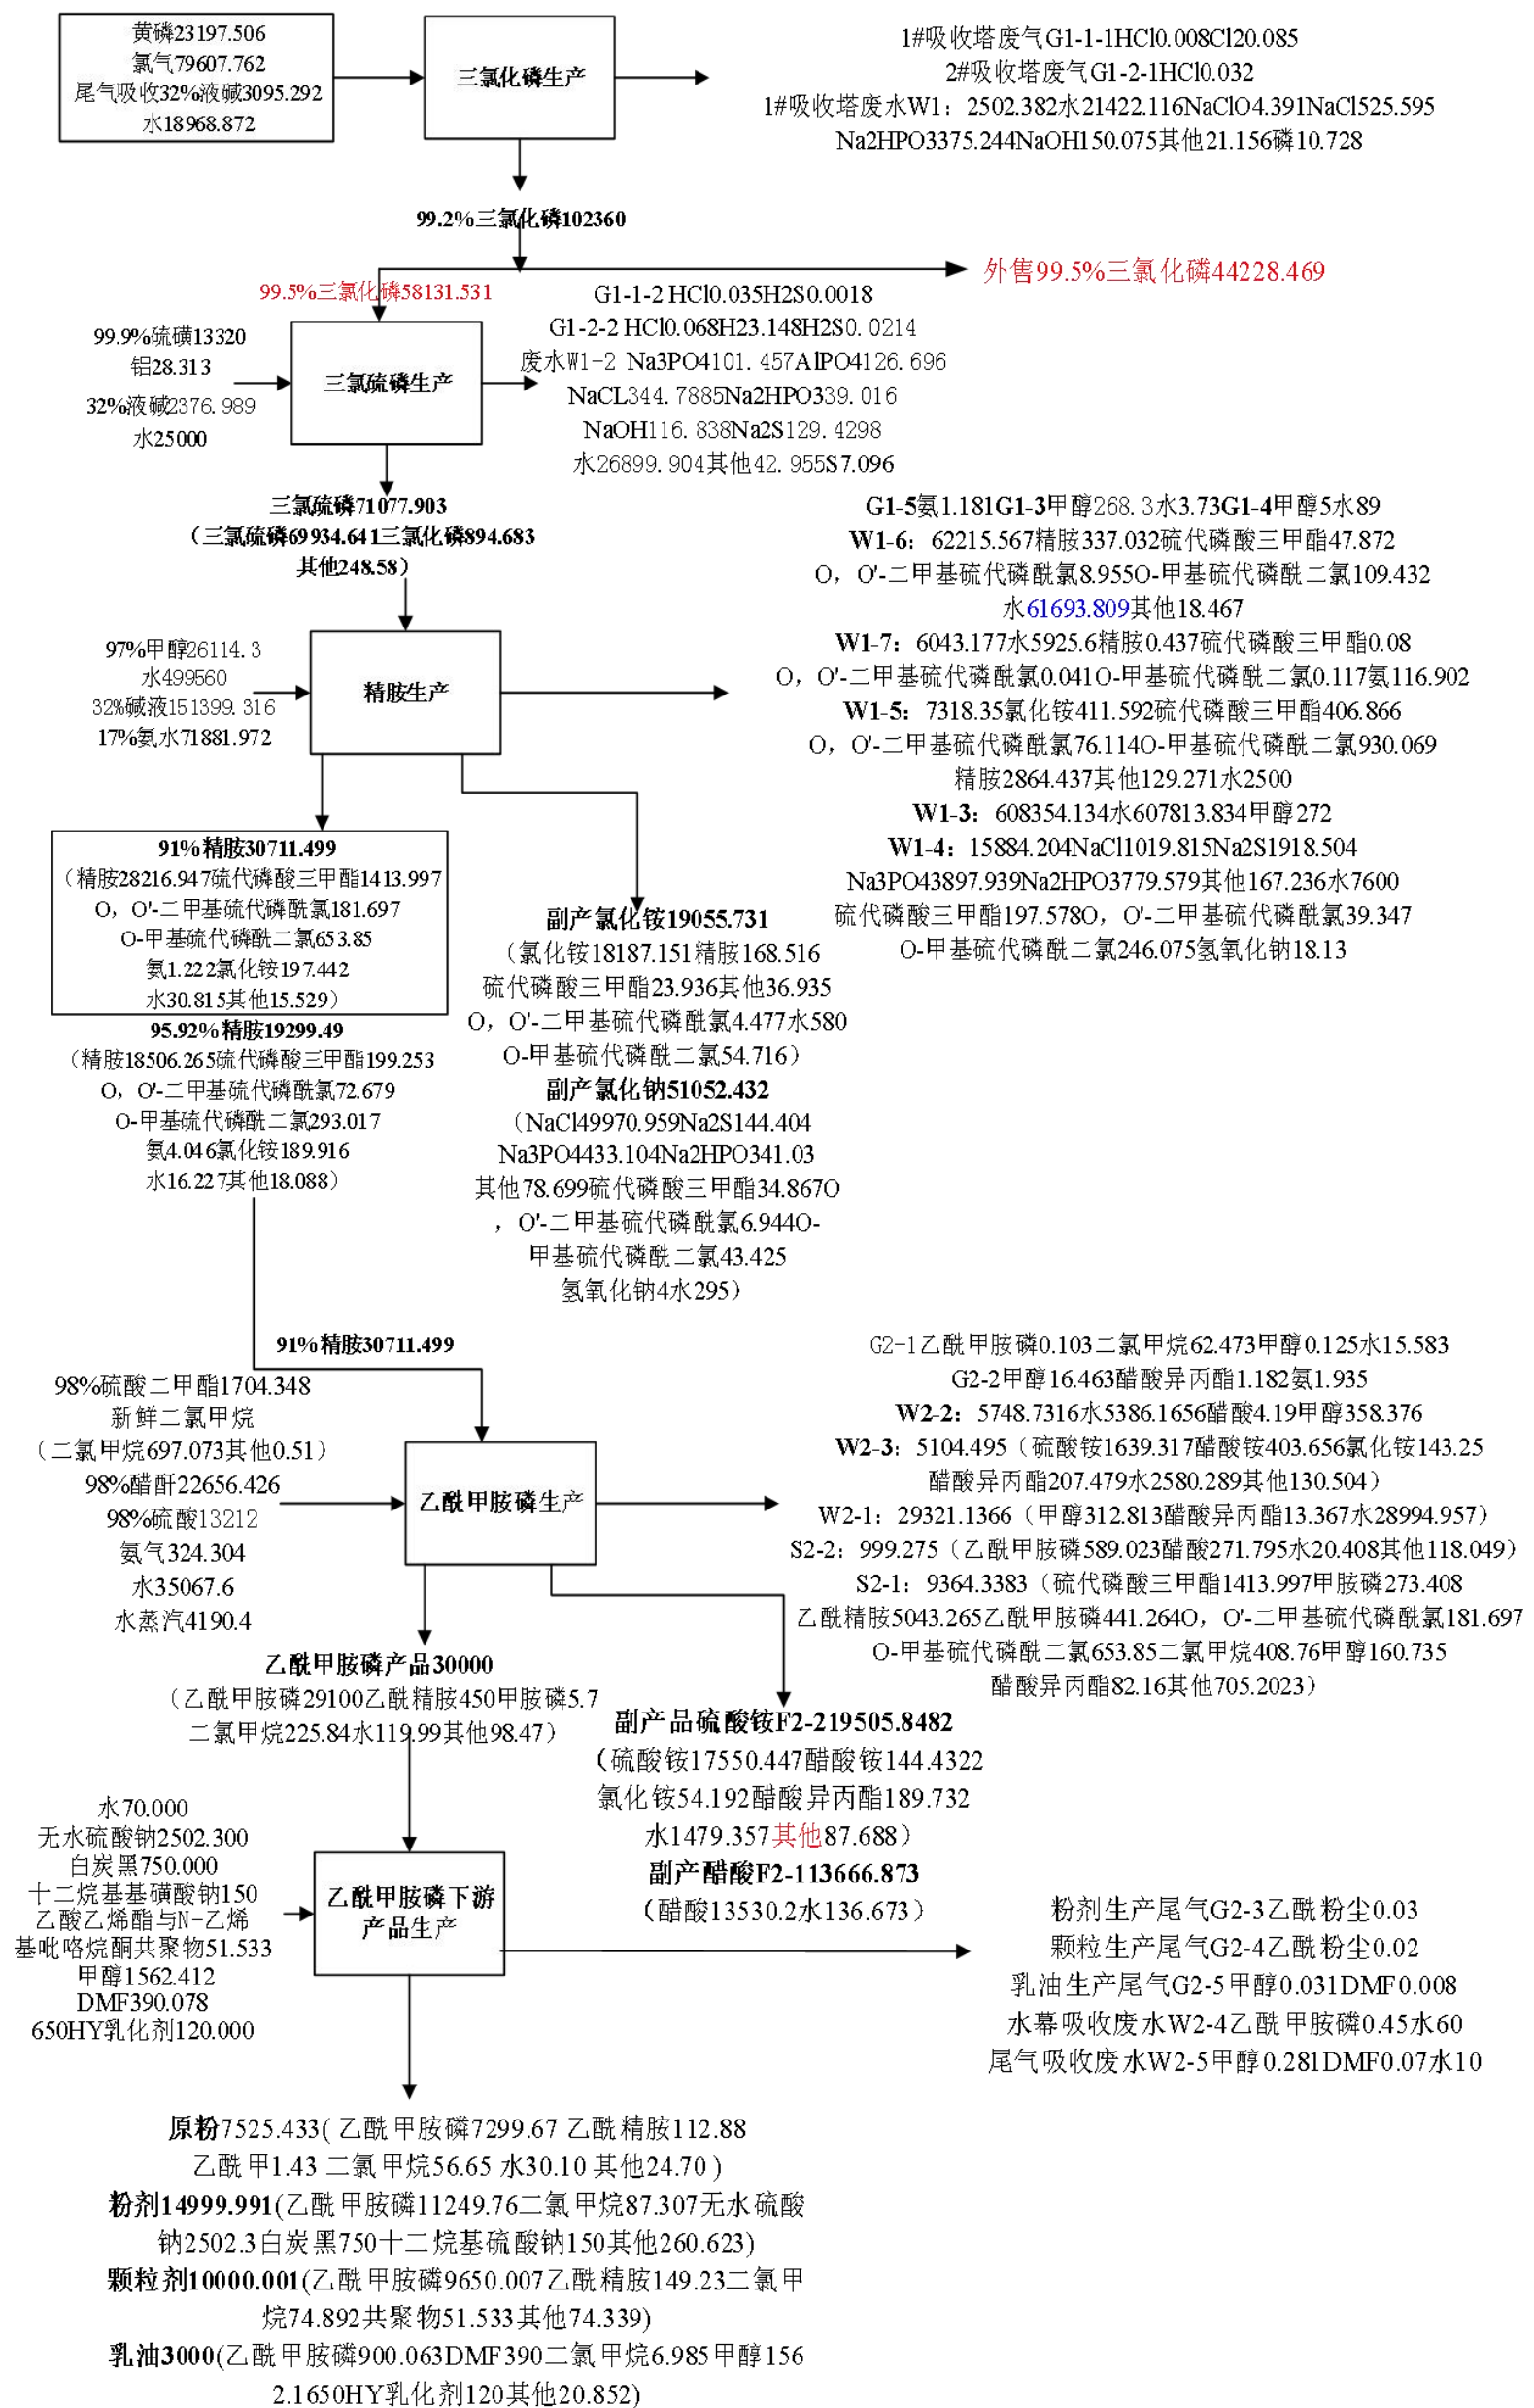 黄磷23197.506
氯气79607.762
尾气吸收32%液碱3095.292
水18968.872
三氯化磷生产
1#吸收塔废气G1-1-1HCl0.008Cl20.085
2#吸收塔废气G1-2-1HCl0.032
1#吸收塔废水W1：2502.382水21422.116NaClO4.391NaCl525.595
Na2HPO3375.244NaOH150.075其他21.156磷10.728
99.2%三氯化磷102360
外售99.5%三氯化磷44228.469
99.5%三氯化磷58131.531
99.9%硫磺13320
铝28.313
32%液碱2376.989
水25000
三氯硫磷生产
G1-1-2 HCl0.035H2S0.0018
G1-2-2 HCl0.068H23.148H2S0.0214
废水W1-2 Na3PO4101.457AlPO4126.696
NaCL344.7885Na2HPO339.016
NaOH116.838Na2S129.4298
水26899.904其他42.955S7.096
三氯硫磷71077.903
（三氯硫磷69934.641三氯化磷894.683
其他248.58）
97%甲醇26114.3
水499560
32%碱液151399.316
17%氨水71881.972
精胺生产
G1-5氨1.181G1-3甲醇268.3水3.73G1-4甲醇5水89
W1-6：62215.567精胺337.032硫代磷酸三甲酯47.872
O，O'-二甲基硫代磷酰氯8.955O-甲基硫代磷酰二氯109.432
水61693.809其他18.467
W1-7：6043.177水5925.6精胺0.437硫代磷酸三甲酯0.08
O，O'-二甲基硫代磷酰氯0.041O-甲基硫代磷酰二氯0.117氨116.902
W1-5：7318.35氯化铵411.592硫代磷酸三甲酯406.866
O，O'-二甲基硫代磷酰氯76.114O-甲基硫代磷酰二氯930.069
精胺2864.437其他129.271水2500
W1-3：608354.134水607813.834甲醇272
W1-4：15884.204NaCl1019.815Na2S1918.504
Na3PO43897.939Na2HPO3779.579其他167.236水7600
硫代磷酸三甲酯197.578O，O'-二甲基硫代磷酰氯39.347
O-甲基硫代磷酰二氯246.075氢氧化钠18.13
91%精胺30711.499
（精胺28216.947硫代磷酸三甲酯1413.997
O，O'-二甲基硫代磷酰氯181.697
O-甲基硫代磷酰二氯653.85
氨1.222氯化铵197.442
水30.815其他15.529）
95.92%精胺19299.49
（精胺18506.265硫代磷酸三甲酯199.253
O，O'-二甲基硫代磷酰氯72.679
O-甲基硫代磷酰二氯293.017
氨4.046氯化铵189.916
水16.227其他18.088）
副产氯化铵19055.731
（氯化铵18187.151精胺168.516
硫代磷酸三甲酯23.936其他36.935
O，O'-二甲基硫代磷酰氯4.477水580
O-甲基硫代磷酰二氯54.716）
副产氯化钠51052.432
（NaCl49970.959Na2S144.404
Na3PO4433.104Na2HPO341.03
其他78.699硫代磷酸三甲酯34.867O
，O'-二甲基硫代磷酰氯6.944O-
甲基硫代磷酰二氯43.425
氢氧化钠4水295）
91%精胺30711.499
98%硫酸二甲酯1704.348
新鲜二氯甲烷
（二氯甲烷697.073其他0.51）
98%醋酐22656.426
98%硫酸13212
氨气324.304
水35067.6
水蒸汽4190.4
乙酰甲胺磷生产
G2-1乙酰甲胺磷0.103二氯甲烷62.473甲醇0.125水15.583
G2-2甲醇16.463醋酸异丙酯1.182氨1.935
W2-2：5748.7316水5386.1656醋酸4.19甲醇358.376
W2-3：5104.495（硫酸铵1639.317醋酸铵403.656氯化铵143.25
醋酸异丙酯207.479水2580.289其他130.504）
W2-1：29321.1366（甲醇312.813醋酸异丙酯13.367水28994.957）
S2-2：999.275（乙酰甲胺磷589.023醋酸271.795水20.408其他118.049）
S2-1：9364.3383（硫代磷酸三甲酯1413.997甲胺磷273.408
乙酰精胺5043.265乙酰甲胺磷441.264O，O'-二甲基硫代磷酰氯181.697
O-甲基硫代磷酰二氯653.85二氯甲烷408.76甲醇160.735
醋酸异丙酯82.16其他705.2023）
乙酰甲胺磷产品30000
（乙酰甲胺磷29100乙酰精胺450甲胺磷5.7
二氯甲烷225.84水119.99其他98.47）
副产品硫酸铵F2-219505.8482
（硫酸铵17550.447醋酸铵144.4322
氯化铵54.192醋酸异丙酯189.732
水1479.357其他87.688）
副产醋酸F2-113666.873
（醋酸13530.2水136.673）
水70.000
无水硫酸钠2502.300
白炭黑750.000
十二烷基基磺酸钠150
乙酸乙烯酯与N-乙烯
基吡咯烷酮共聚物51.533
甲醇1562.412
DMF390.078
650HY乳化剂120.000
乙酰甲胺磷下游
产品生产
粉剂生产尾气G2-3乙酰粉尘0.03
颗粒生产尾气G2-4乙酰粉尘0.02
乳油生产尾气G2-5甲醇0.031DMF0.008
水幕吸收废水W2-4乙酰甲胺磷0.45水60
尾气吸收废水W2-5甲醇0.281DMF0.07水10
原粉7525.433( 乙酰甲胺磷7299.67 乙酰精胺112.88
乙酰甲1.43 二氯甲烷56.65 水30.10 其他24.70 )
粉剂14999.991(乙酰甲胺磷11249.76二氯甲烷87.307无水硫酸
钠2502.3白炭黑750十二烷基硫酸钠150其他260.623)
颗粒剂10000.001(乙酰甲胺磷9650.007乙酰精胺149.23二氯甲
烷74.892共聚物51.533其他74.339)
乳油3000(乙酰甲胺磷900.063DMF390二氯甲烷6.985甲醇156
2.1650HY乳化剂120其他20.852)